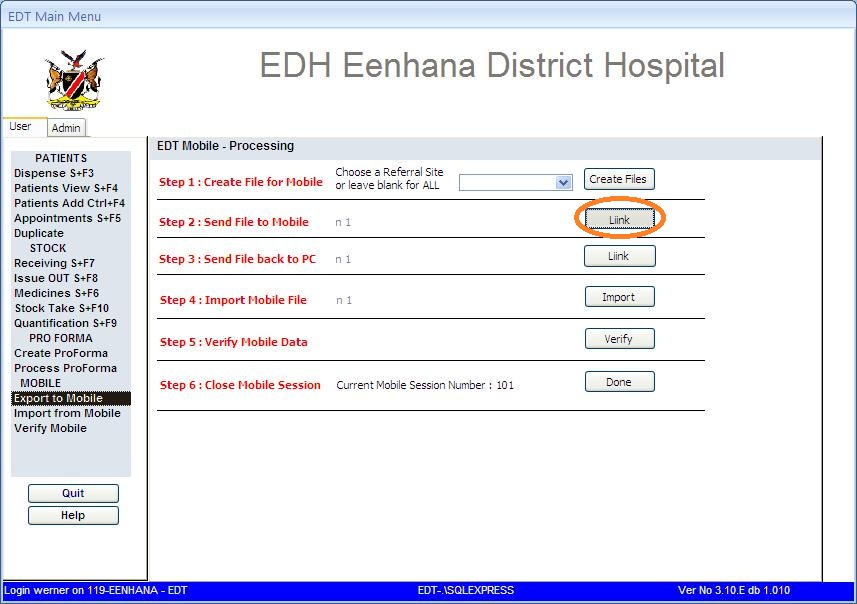 EDT Main Menu
EDH Eenhana District Hospital
User
Admin
PATIENTS
Dispense S+F3
Patients View S+F4
Patients Add Ctrl+F4
Appointments S+F5
Duplicate
STOCK
Receiving S+F7
Issue OUT S+F8
Medicines S+F6
Stock Take S+F10
Quantification S+F9
PRO FORMA
Create ProForma
Process ProForma
MOBILE
Export to Mobile
Import from Mobile
Verify Mobile
Quit
Help
EDT Mobile - Processing
Step 1 : Create File for Mobile
Choose a Referral Site
or leave blank for ALL
Create Files
Step 2 : Send File to Mobile n 1 Liink
Step 3 : Send File back to PC n 1 Liink
Step 4 : Import Mobile File n 1 Import
Step 5 : Verify Mobile Data Verify
Step 6 : Close Mobile Session Current Mobile Session Number : 101 Done
Login werner on 119-EENHANA - EDT EDT-.\SQLEXPRESS Ver No 3.10.E db 1.010